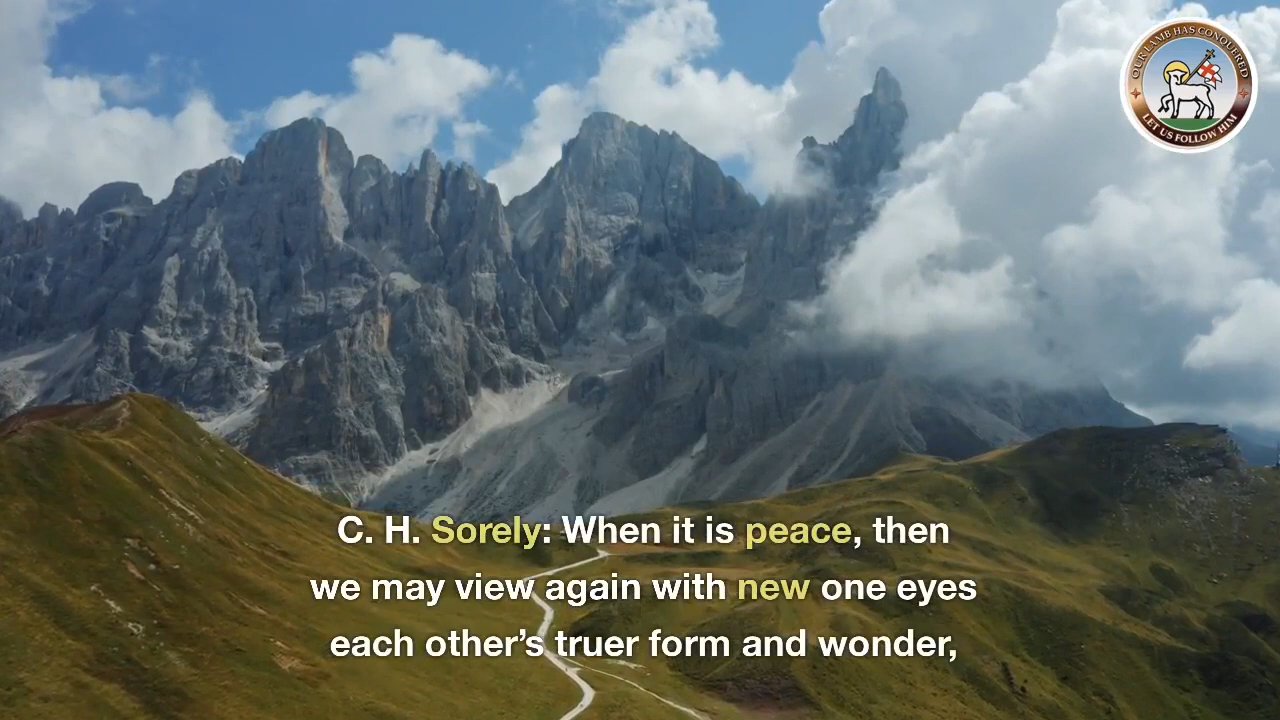 OUR LAMB HAS CONQUERED
LET US FOLLOW HIM
C. H. Sorely: When it is peace, then
we may view again with new one eyes
each other’s truer form and wonder,